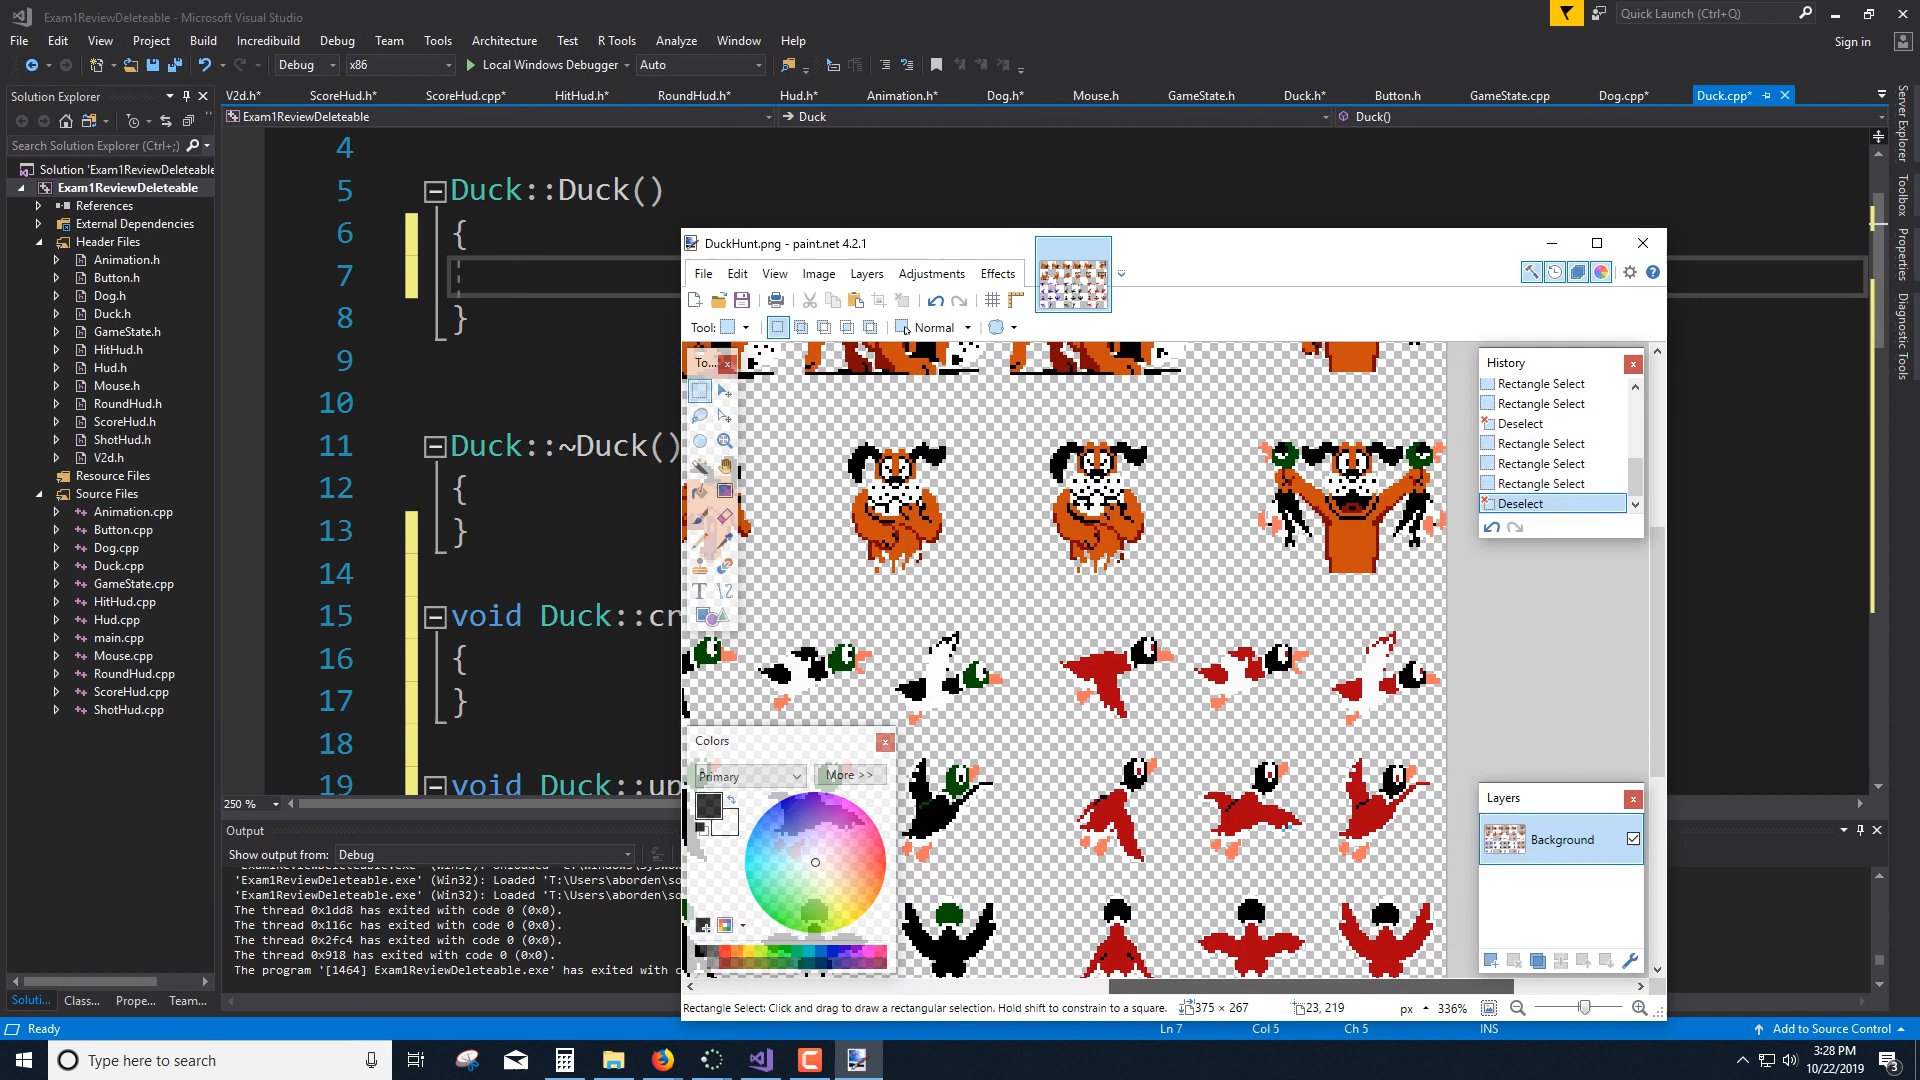 Exam1ReviewDeleteable - Microsoft Visual Studio
Quick Launch (Ctrl+Q)
File Edit View Project Build Incredibuild Debug Team Tools Architecture Test R Tools Analyze Window Help
Sign in
Debug x86 Local Windows Debugger Auto
Solution Explorer
V2d.h* ScoreHud.h* ScoreHud.cpp* HitHud.h* RoundHud.h* Hud.h* Animation.h* Dog.h* Mouse.h GameState.h Duck.h* Button.h GameState.cpp Dog.cpp* Duck.cpp*
Exam1ReviewDeleteable Duck Duck()
Search Solution Explorer (Ctrl+;)
Solution 'Exam1ReviewDeleteable
Exam1ReviewDeleteable
References
External Dependencies
Header Files
Animation.h
Button.h
Dog.h
Duck.h
GameState.h
HitHud.h
Hud.h
Mouse.h
RoundHud.h
ScoreHud.h
ShotHud.h
V2d.h
Resource Files
Source Files
Animation.cpp
Button.cpp
Dog.cpp
Duck.cpp
GameState.cpp
HitHud.cpp
Hud.cpp
main.cpp
Mouse.cpp
RoundHud.cpp
ScoreHud.cpp
ShotHud.cpp
Soluti... Class... Prope... Team...
4
5 Duck::Duck()
6 {
7
8 }
9
10
11 Duck::~Duck()
12 {
13 }
14
15 void Duck::cr
16 {
17 }
18
19 void Duck::up
250 %
Output
Show output from: Debug
'Exam1ReviewDeleteable.exe' (Win32): Loaded 'T:\Users\aborden\so
'Exam1ReviewDeleteable.exe' (Win32): Loaded 'T:\Users\aborden\so
The thread 0x1dd8 has exited with code 0 (0x0).
The thread 0x116c has exited with code 0 (0x0).
The thread 0x2fc4 has exited with code 0 (0x0).
The thread 0x918 has exited with code 0 (0x0).
The program '[1464] Exam1ReviewDeleteable.exe' has exited with c
DuckHunt.png - paint.net 4.2.1
File Edit View Image Layers Adjustments Effects
Tool: Normal
To...
History
Rectangle Select
Rectangle Select
Deselect
Rectangle Select
Rectangle Select
Rectangle Select
Deselect
Colors
Primary More >>
Layers
Background
Rectangle Select: Click and drag to draw a rectangular selection. Hold shift to constrain to a square. 375 × 267 23, 219 px 336%
Server Explorer
Toolbox
Properties
Diagnostic Tools
Ready Ln 7 Col 5 Ch 5 INS Add to Source Control
Type here to search
3:28 PM
10/22/2019
3